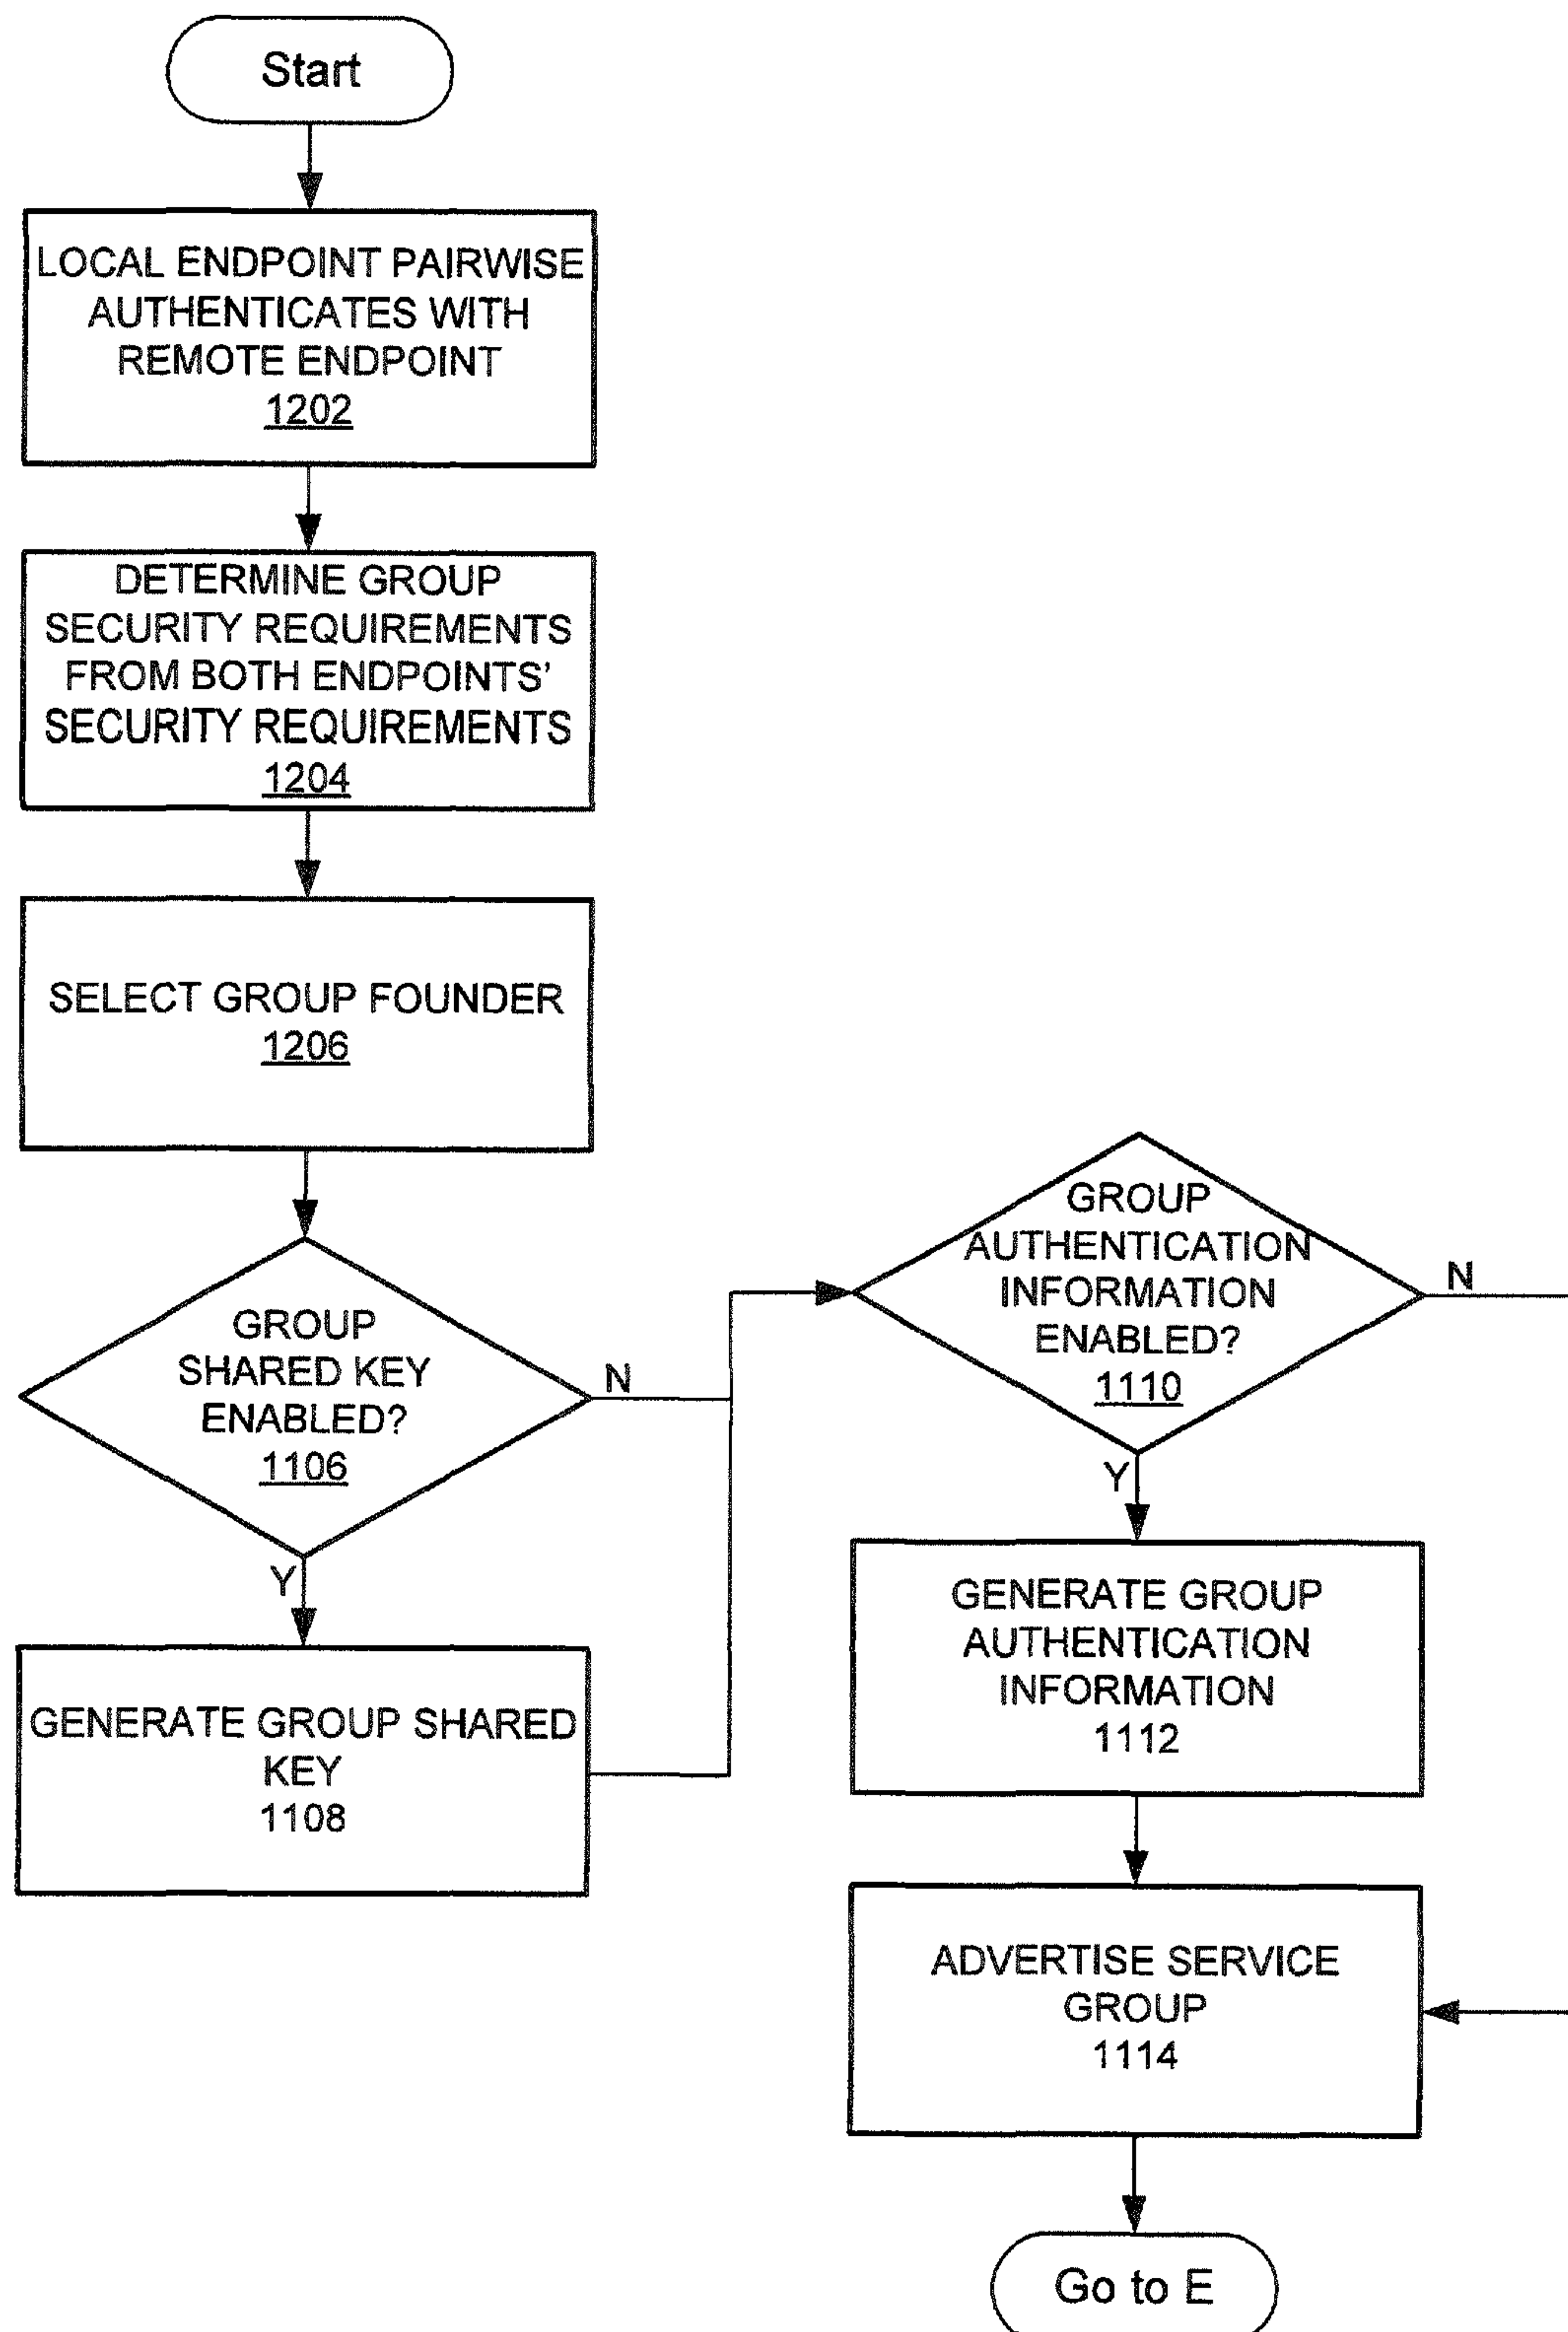 Start
LOCAL ENDPOINT PAIRWISE
AUTHENTICATES WITH
REMOTE ENDPOINT
1202
DETERMINE GROUP
SECURITY REQUIREMENTS
FROM BOTH ENDPOINTS'
SECURITY REQUIREMENTS
1204
SELECT GROUP FOUNDER
1206
GROUP
SHARED KEY
ENABLED?
1106
N
Y
GENERATE GROUP SHARED
KEY
1108
GROUP
AUTHENTICATION
INFORMATION
ENABLED?
1110
N
Y
GENERATE GROUP
AUTHENTICATION
INFORMATION
1112
ADVERTISE SERVICE
GROUP
1114
Go to E